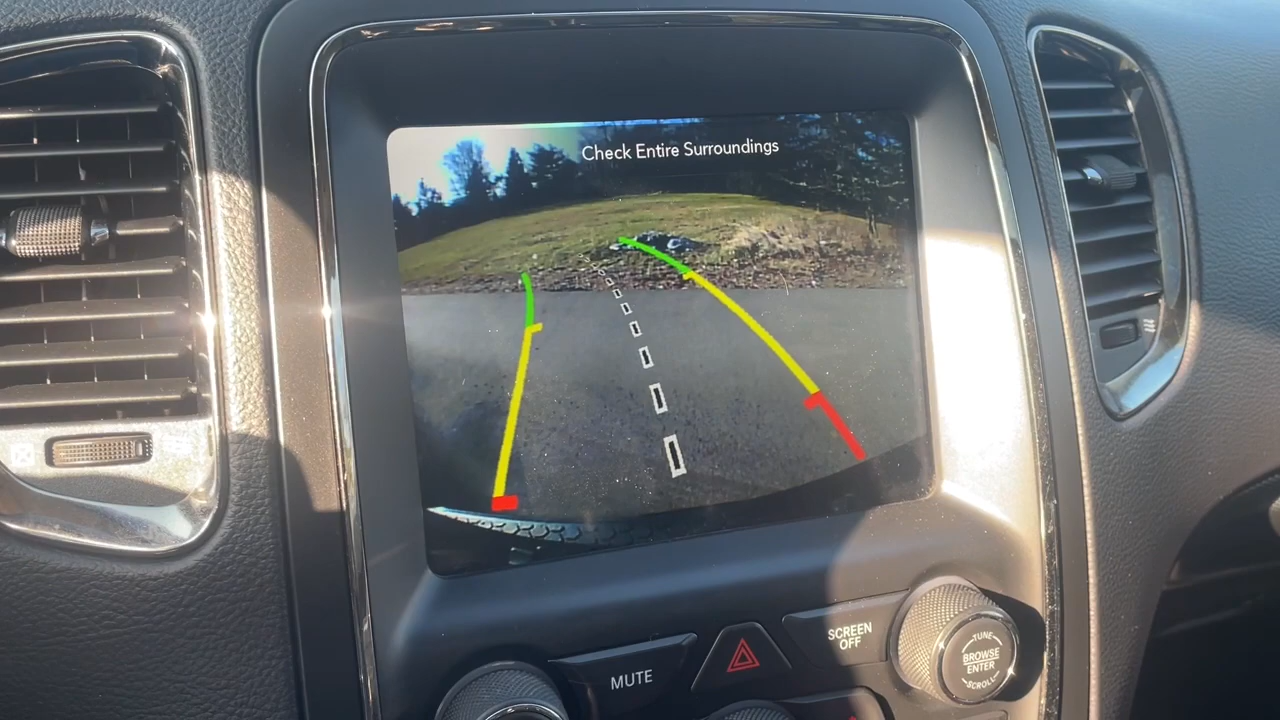 Check Entire Surroundings
MUTE
SCREEN
OFF
TUNE
BROWSE
ENTER
SCROLL